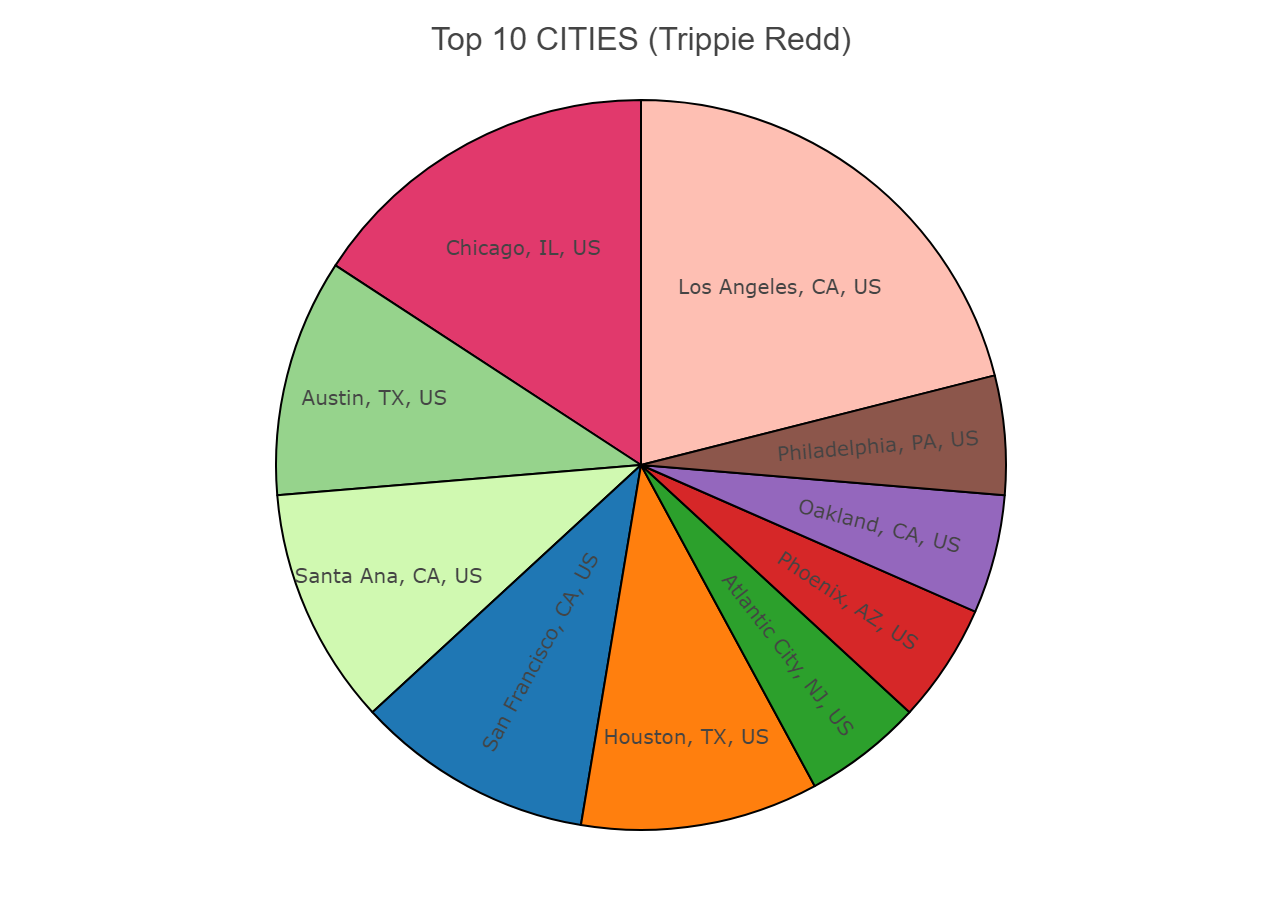 Top 10 CITIES (Trippie Redd)
Chicago, IL, US
Los Angeles, CA, US
Austin, TX, US
Philadelphia, PA, US
Oakland, CA, US
Santa Ana, CA, US
Phoenix, AZ, US
San Francisco, CA, US
Atlantic City, NJ, US
Houston, TX, US